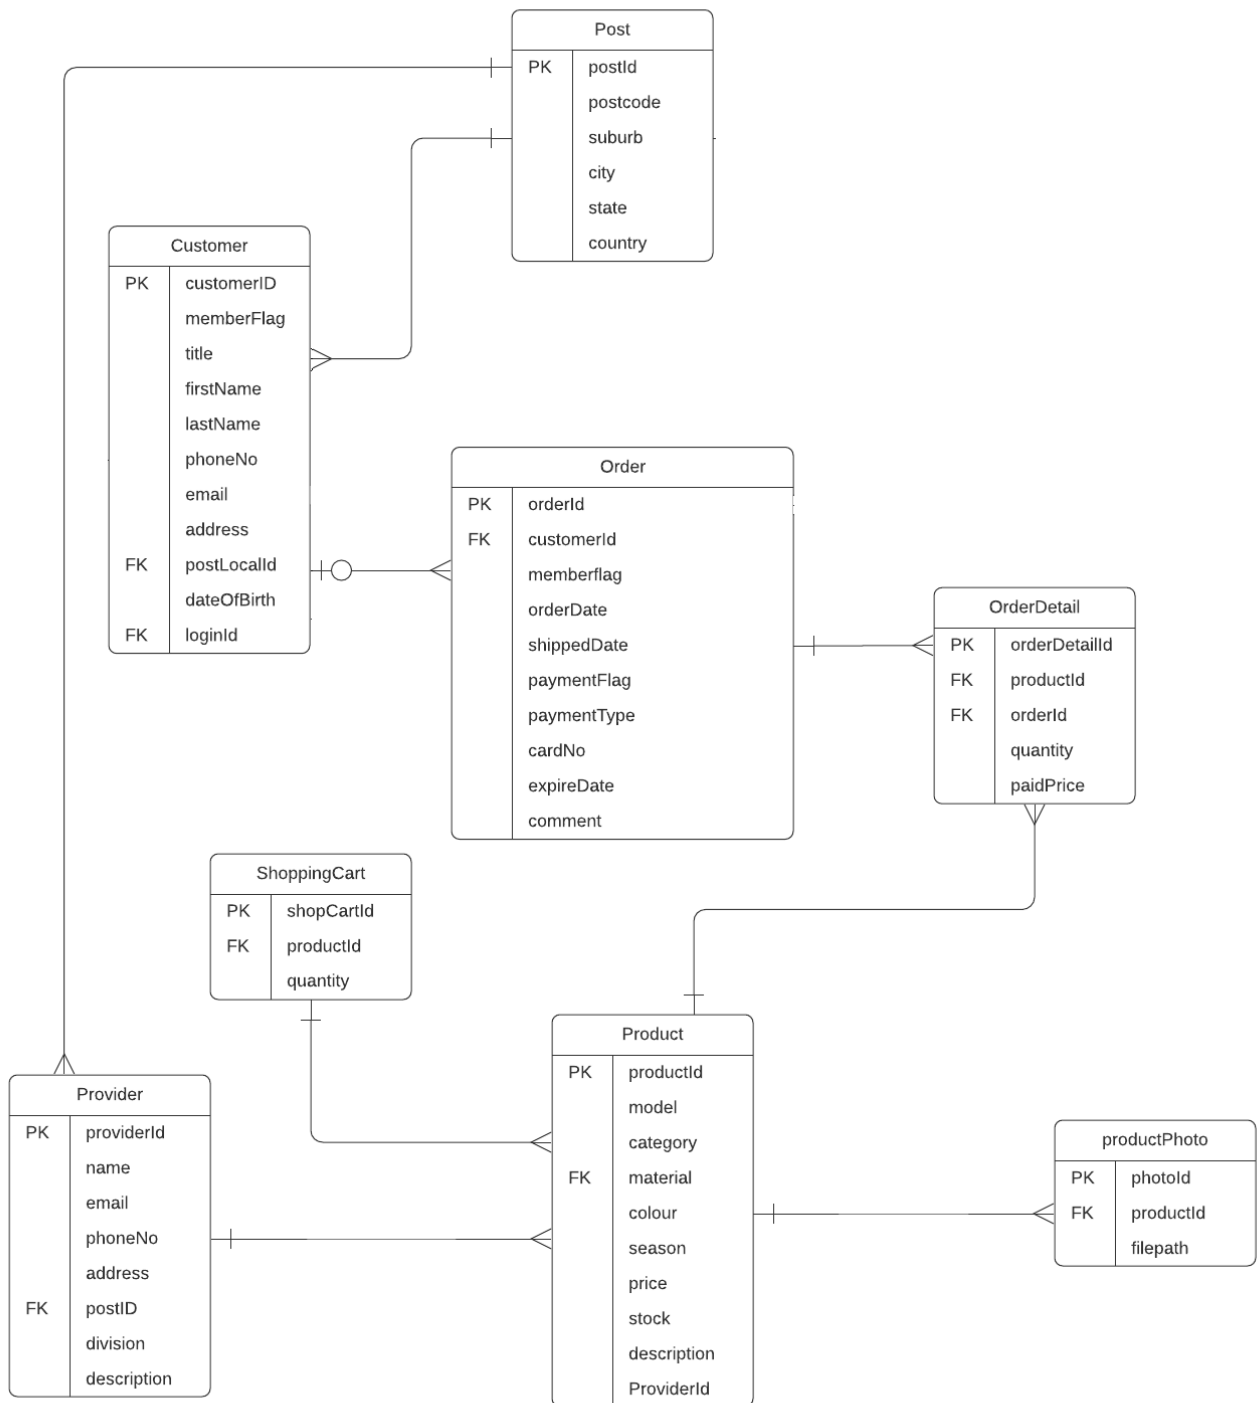 Post
PK postId
postcode
suburb
city
state
country
Customer
PK customerID
memberFlag
title
firstName
lastName
phoneNo
email
address
FK postLocalId
dateOfBirth
FK loginId
Order
PK orderId
FK customerId
memberflag
orderDate
shippedDate
paymentFlag
paymentType
cardNo
expireDate
comment
OrderDetail
PK orderDetailId
FK productId
FK orderId
quantity
paidPrice
ShoppingCart
PK shopCartId
FK productId
quantity
Provider
PK providerId
name
email
phoneNo
address
FK postID
division
description
Product
PK productId
model
category
FK material
colour
season
price
stock
description
ProviderId
productPhoto
PK photoId
FK productId
filepath